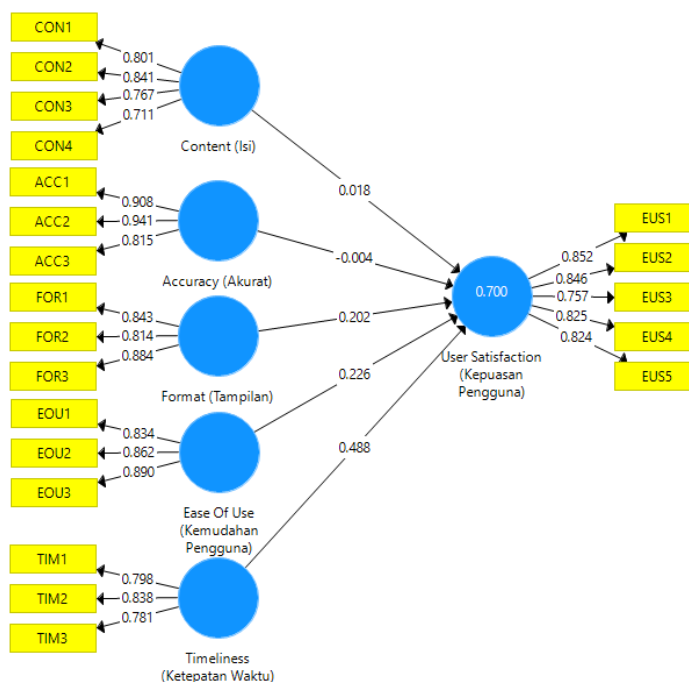 CON1
CON2
CON3
CON4
0.801
0.841
0.767
0.711
Content (Isi)
0.018
ACC1
ACC2
ACC3
0.908
0.941
0.815
Accuracy (Akurat)
-0.004
FOR1
FOR2
FOR3
0.843
0.814
0.884
Format (Tampilan)
0.202
EOU1
EOU2
EOU3
0.834
0.862
0.890
Ease Of Use
(Kemudahan
Pengguna)
0.226
TIM1
TIM2
TIM3
0.798
0.838
0.781
Timeliness
(Ketepatan Waktu)
0.488
0.700
User Satisfaction
(Kepuasan
Pengguna)
0.852
0.846
0.757
0.825
0.824
EUS1
EUS2
EUS3
EUS4
EUS5